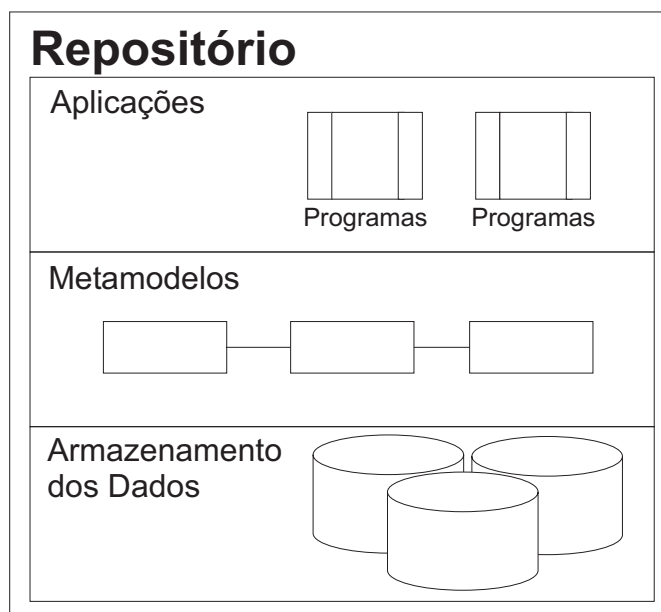 Repositório
Aplicações
Programas Programas
Metamodelos
Armazenamento
dos Dados